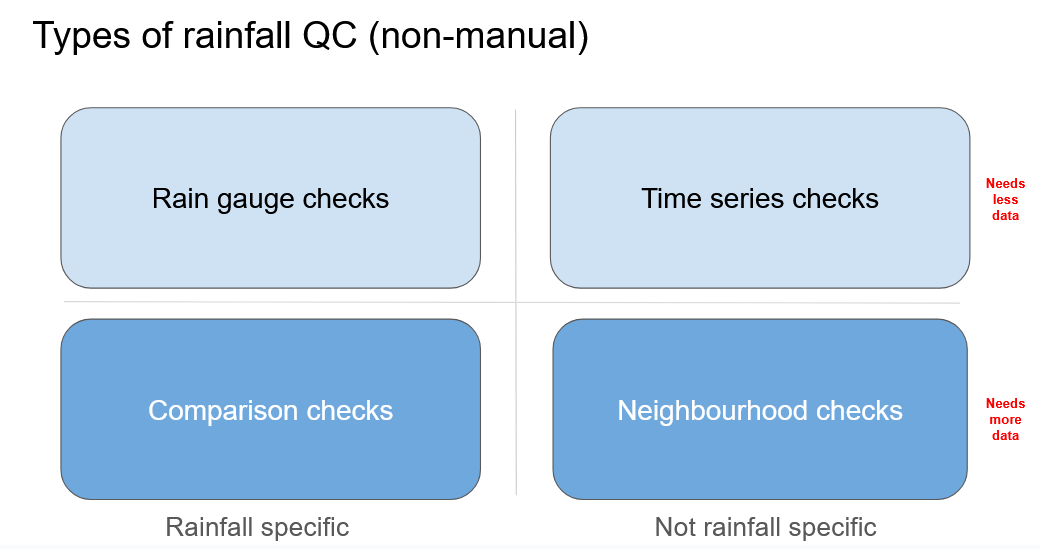 Types of rainfall QC (non-manual)
Rain gauge checks
Time series checks
Needs
less
data
Comparison checks
Neighbourhood checks
Needs
more
data
Rainfall specific
Not rainfall specific